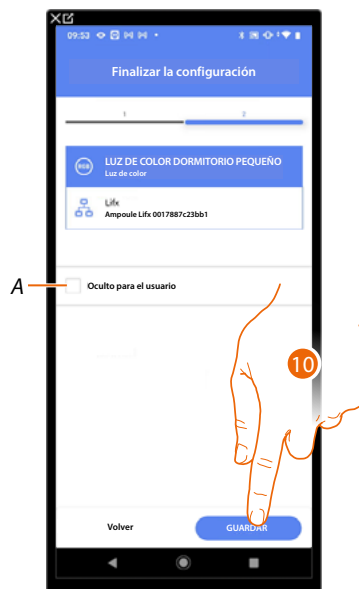 09:53
Finalizar la configuración
1
2
RGB
LUZ DE COLOR DORMITORIO PEQUEÑO
Luz de color
Lifx
Ampoule Lifx 0017887c23bb1
A
Oculto para el usuario
10
Volver
GUARDAR